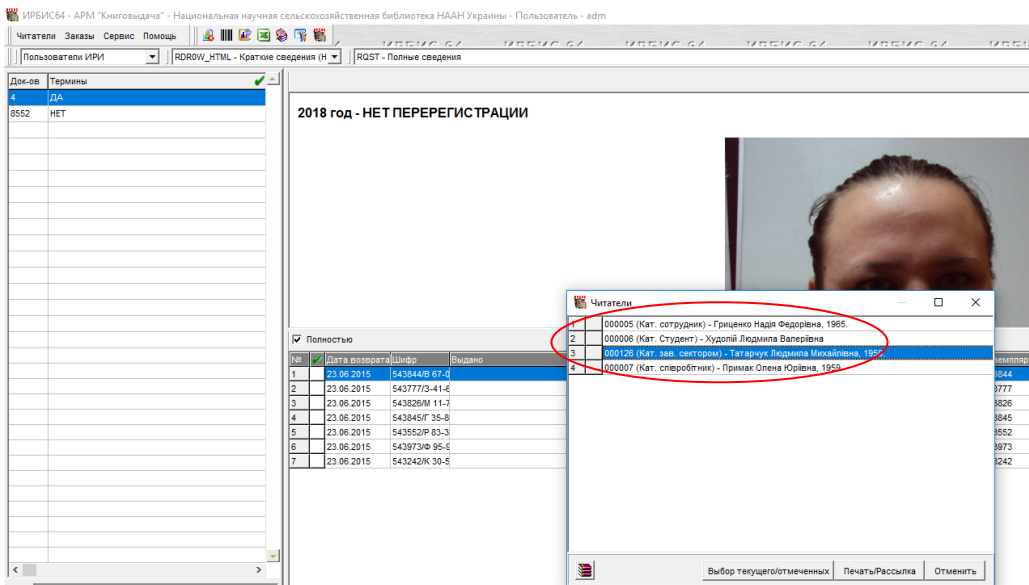 ИРБИС64 - АРМ "Книговыдача" - Национальная научная сельскохозяйственная библиотека НААН Украины - Пользователь - adm
Читатели Заказы Сервис Помощь
Пользователи ИРИ RDR0W_HTML - Краткие сведения (Н RQST - Полные сведения
Док-ов Термины
4 ДА
8552 НЕТ
2018 год - НЕТ ПЕРЕРЕГИСТРАЦИИ
Читатели
1 000005 (Кат. сотрудник) - Гриценко Надія Федорівна, 1965.
2 000006 (Кат. Студент) - Худолій Людмила Валеріївна
3 000126 (Кат. зав. сектором) - Татарчук Людмила Михайлівна, 1956.
4 000007 (Кат. співробітник) - Примак Олена Юріївна, 1959.
Полностью
№ Дата возврата Шифр Выдано
1 23.06.2015 543844/В 67-
2 23.06.2015 543777/З-41-6 3777
3 23.06.2015 543826/М 11-7 3826
4 23.06.2015 543845/Г 35-8 3845
5 23.06.2015 543552/Р 83-3 3552
6 23.06.2015 543973/Ф 95-9 3973
7 23.06.2015 543242/К 30-5 3242
Выбор текущего/отмеченных Печать/Рассылка Отменить